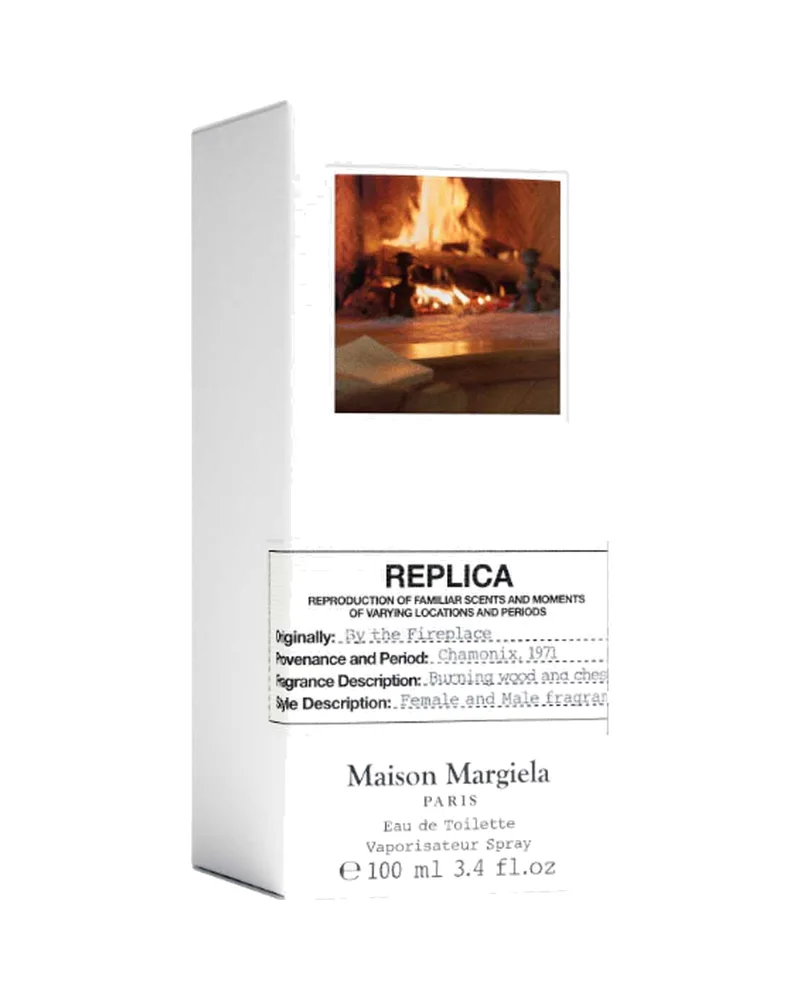 REPLICA
REPRODUCTION OF FAMILIAR SCENTS AND MOMENTS
OF VARYING LOCATIONS AND PERIODS
Originally: By the Fireplace
Provenance and Period: Chamonix, 1971
Fragrance Description: Burning wood and ches
Style Description: Female and Male fragran
Maison Margiela
PARIS
Eau de Toilette
Vaporisateur Spray
℮ 100 ml 3.4 fl.oz